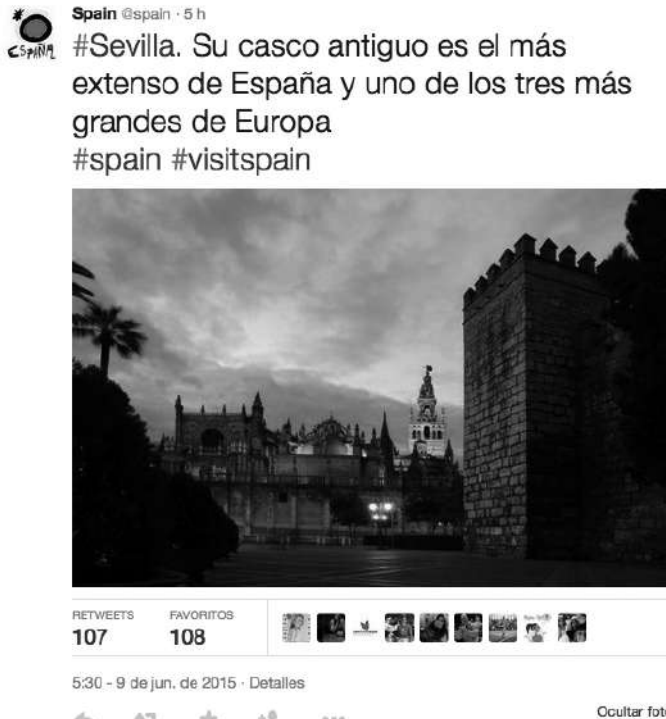 Spain @spain · 5 h
ESPAÑA
#Sevilla. Su casco antiguo es el más
extenso de España y uno de los tres más
grandes de Europa
#spain #visitspain
RETWEETS FAVORITOS
107 108
5:30 - 9 de jun. de 2015 · Detalles
Ocultar fot